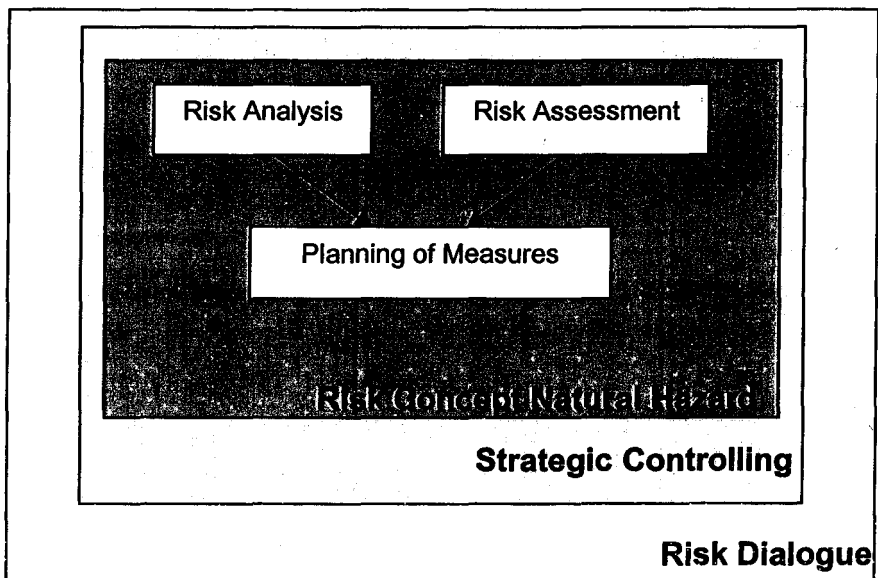 Risk Analysis
Risk Assessment
Planning of Measures
Risk Concept Natural Hazard
Strategic Controlling
Risk Dialogue